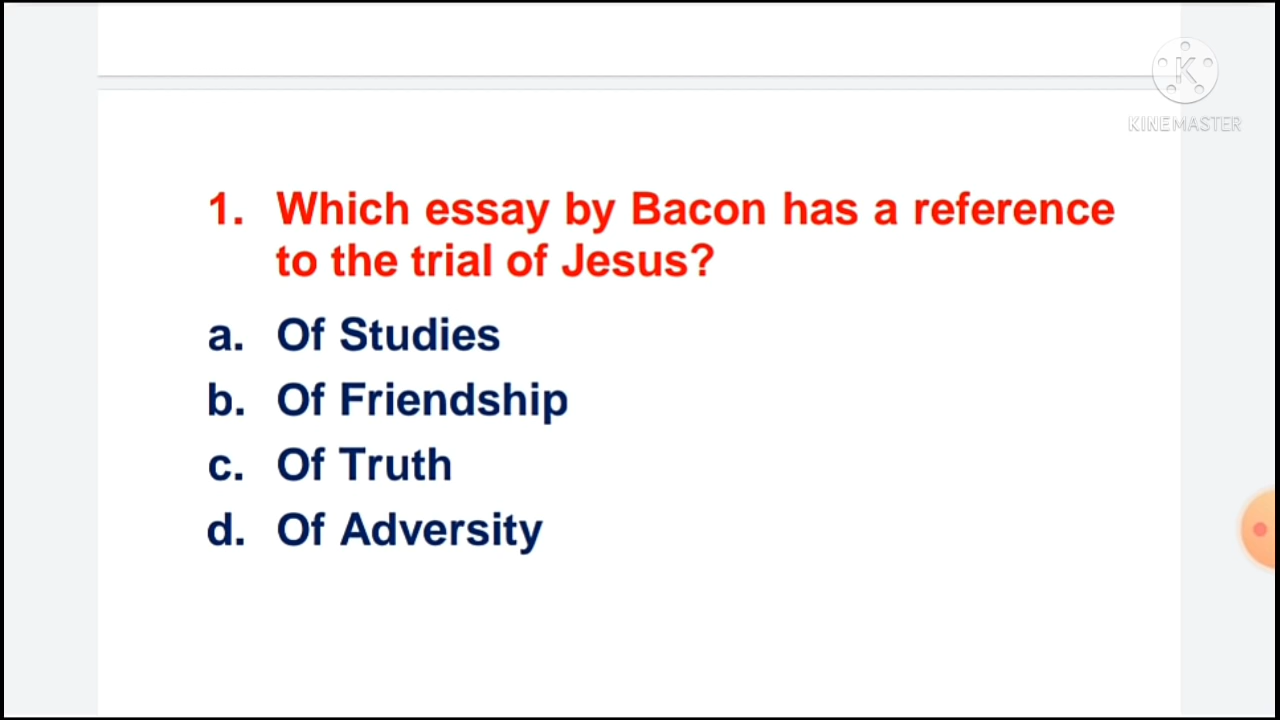 K
KINEMASTER
1. Which essay by Bacon has a reference
to the trial of Jesus?
a. Of Studies
b. Of Friendship
c. Of Truth
d. Of Adversity